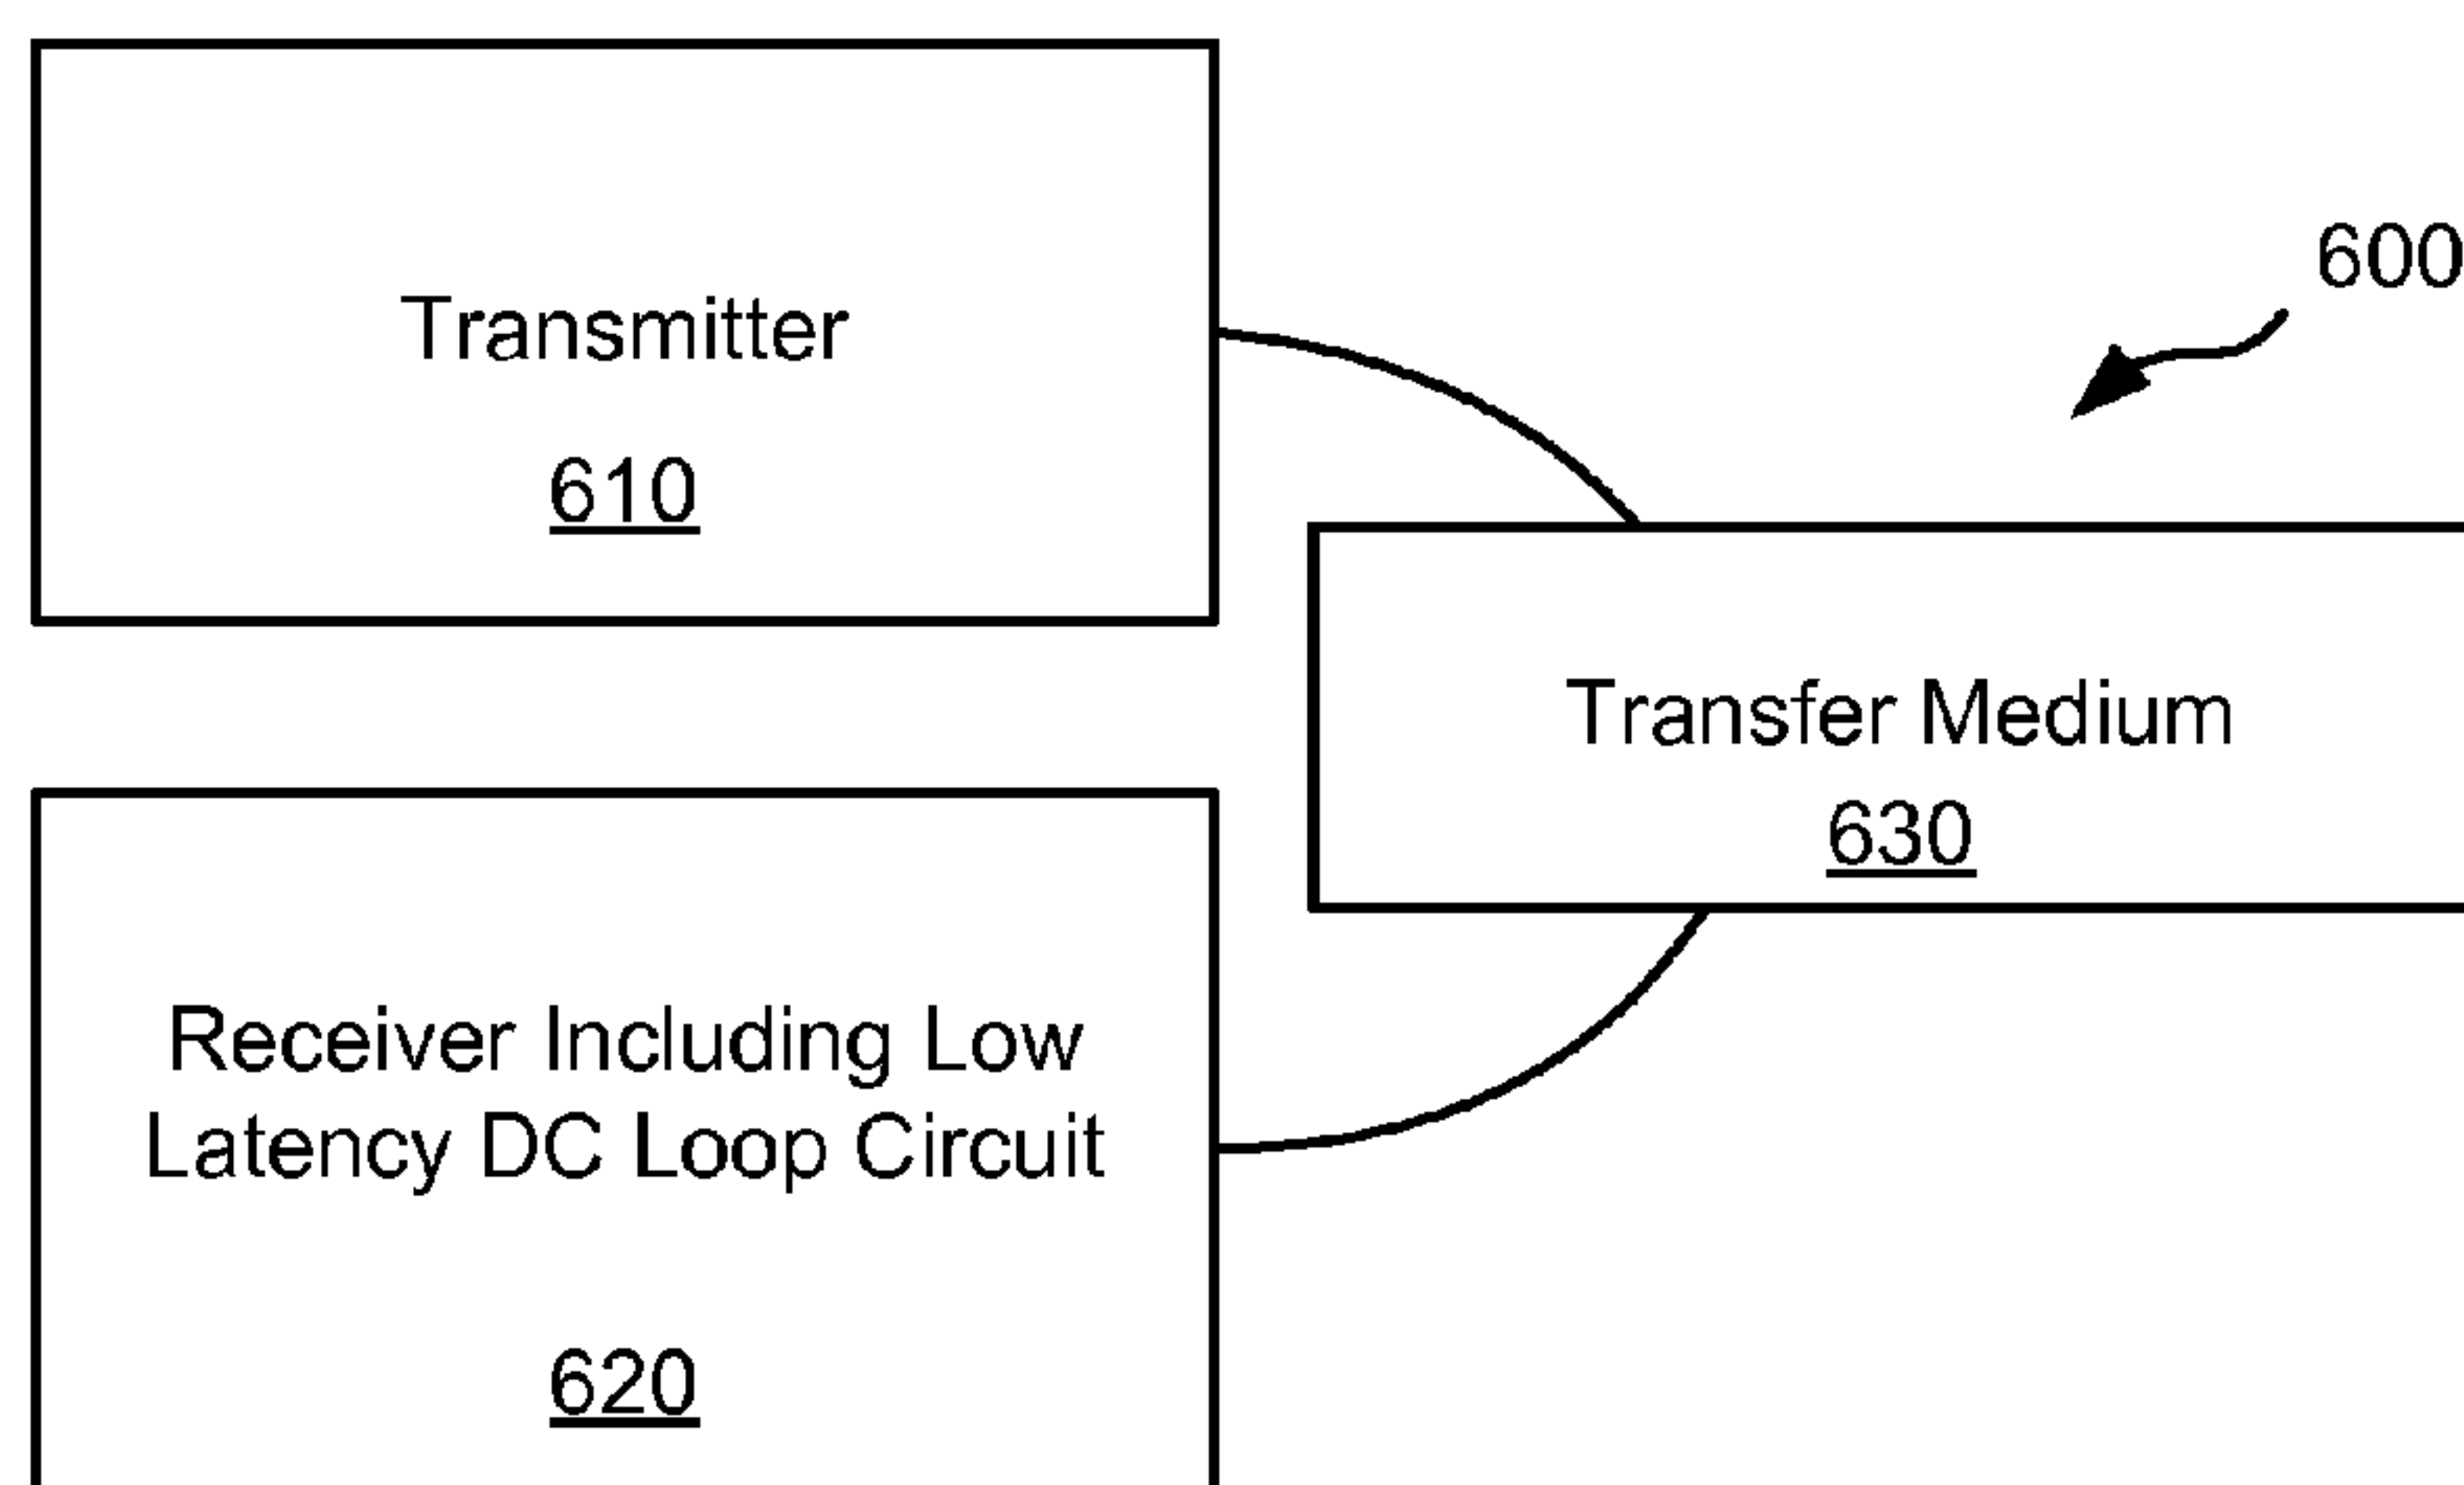 Transmitter
610
600
Transfer Medium
630
Receiver Including Low
Latency DC Loop Circuit
620